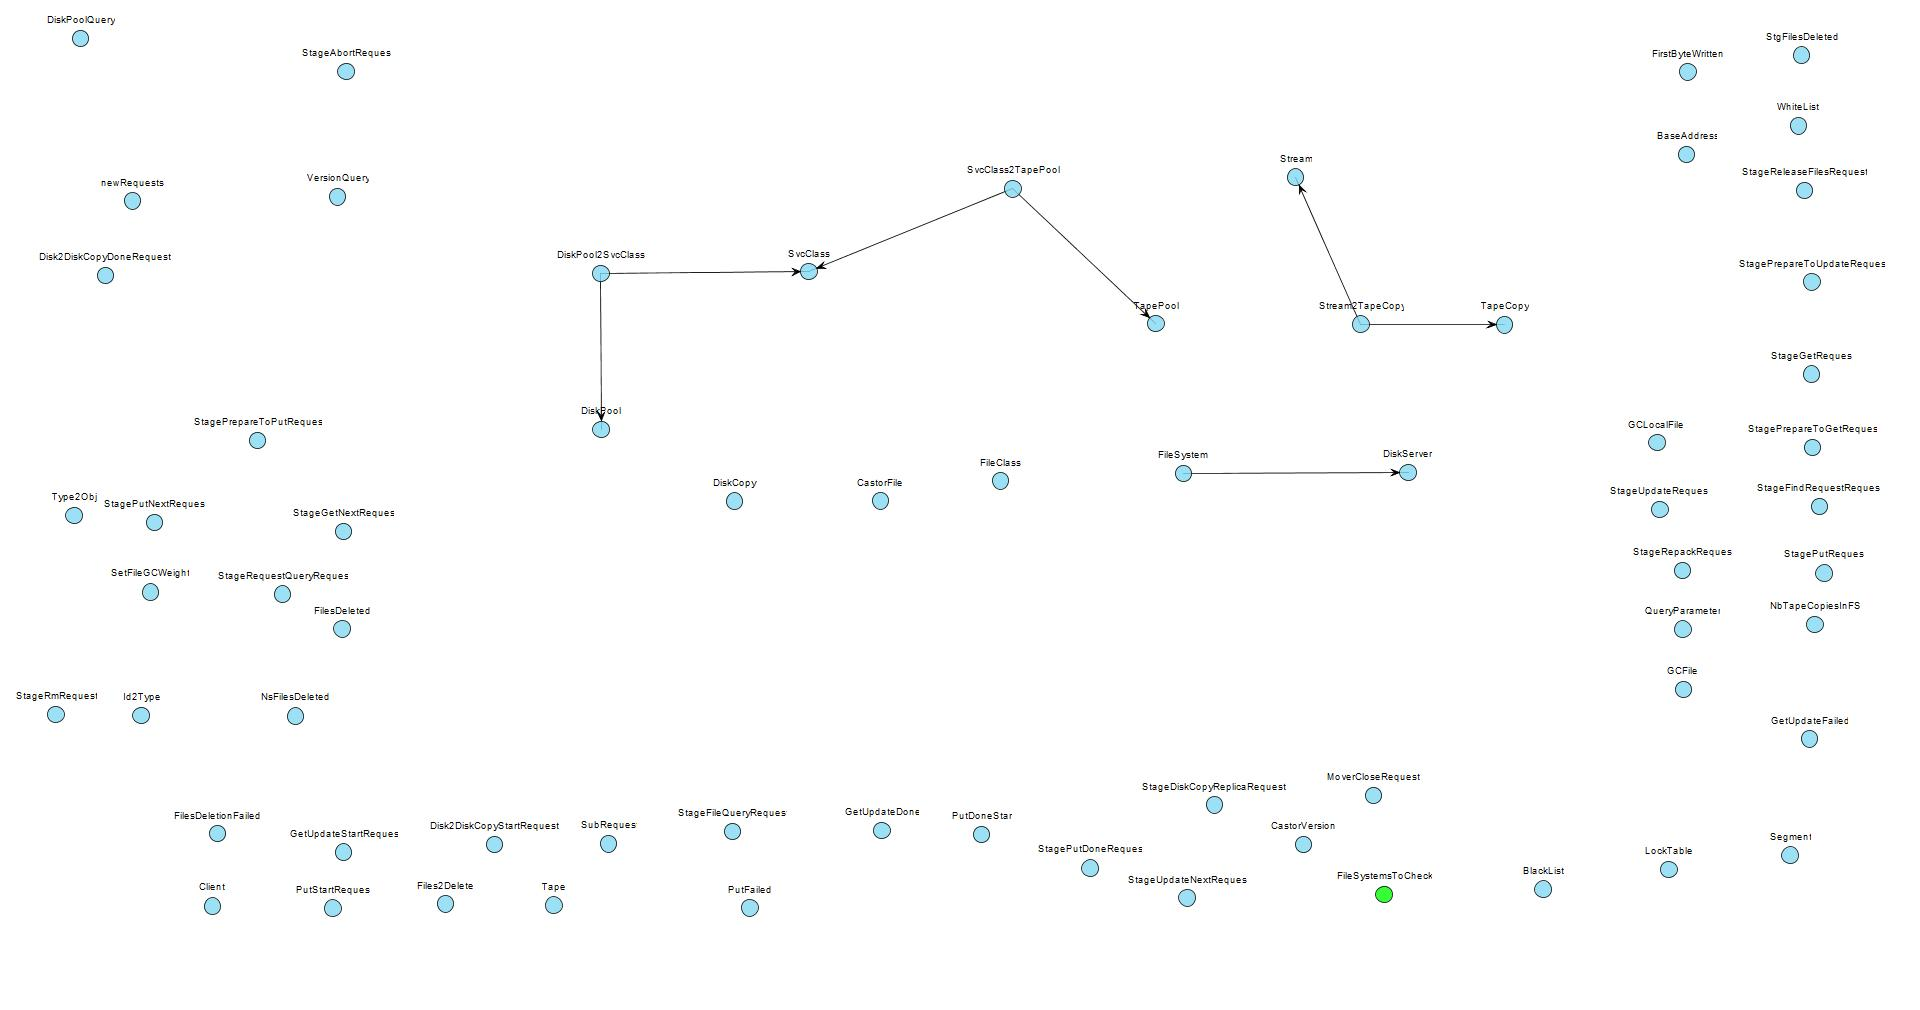 DiskPoolQuery
StgFilesDeleted
StageAbortReques
FirstByteWritten
WhiteList
BaseAddress
Stream
SvcClass2TapePool
StageReleaseFilesRequest
VersionQuery
newRequests
DiskPool2SvcClass
SvcClass
Disk2DiskCopyDoneRequest
StagePrepareToUpdateReques
TapePool
Stream2TapeCopy
TapeCopy
StageGetReques
DiskPool
StagePrepareToPutReques
GCLocalFile
StagePrepareToGetReques
FileSystem
DiskServer
FileClass
DiskCopy
CastorFile
StageUpdateReques
StageFindRequestReques
Type2Obj
StagePutNextReques
StageGetNextReques
StageRepackReques
StagePutReques
SetFileGCWeight
StageRequestQueryReques
FilesDeleted
QueryParameter
NbTapeCopiesInFS
GCFile
StageRmRequest
Id2Type
NsFilesDeleted
GetUpdateFailed
MoverCloseRequest
StageDiskCopyReplicaRequest
FilesDeletionFailed
GetUpdateStartReques
Disk2DiskCopyStartRequest
SubReques
StageFileQueryReques
GetUpdateDone
PutDoneStar
CastorVersion
StagePutDoneReques
LockTable
Segment
StageUpdateNextReques
FileSystemsToCheck
BlackList
Client
PutStartReques
Files2Delete
Tape
PutFailed